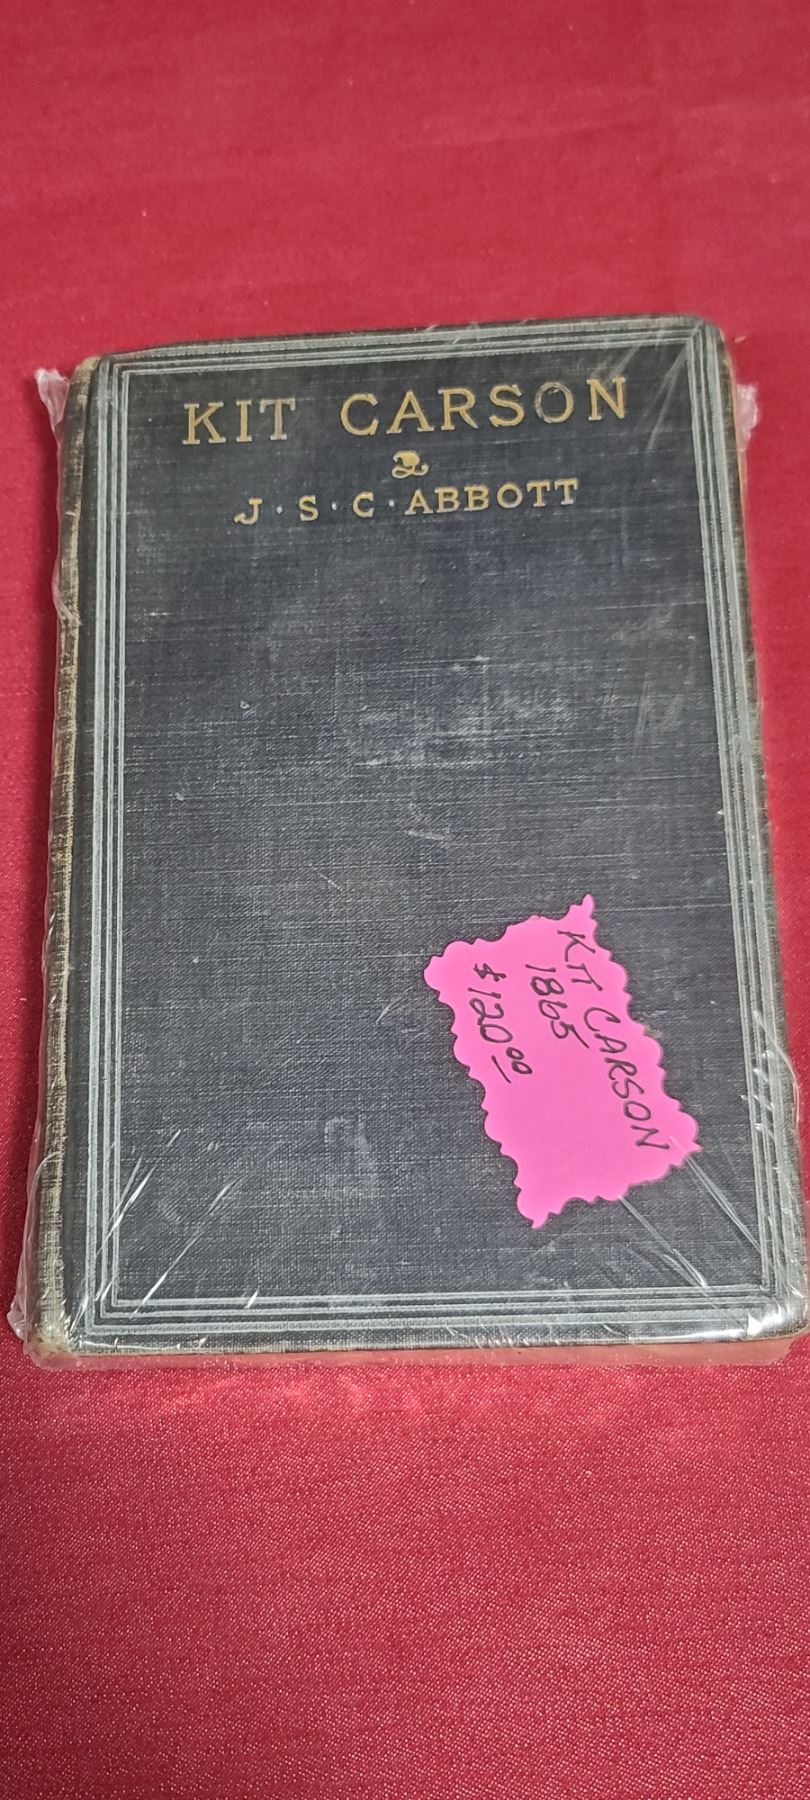 KIT CARSON
J·S·C·ABBOTT
KIT CARSON
1865
$120.00